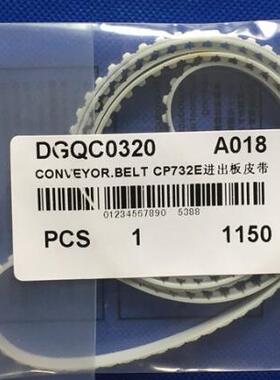 DGQC0320 A018
CONVEYOR.BELT CP732E进出板皮带
01234567890 5388
PCS 1 1150